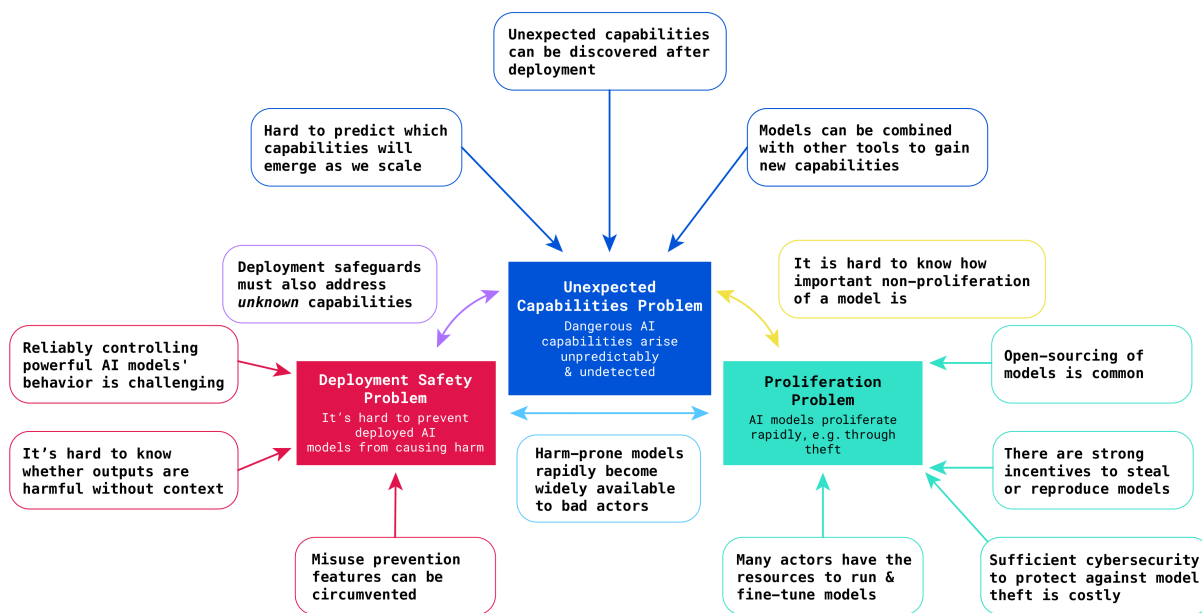 Unexpected capabilities
can be discovered after
deployment
Hard to predict which
capabilities will
emerge as we scale
Models can be combined
with other tools to gain
new capabilities
Deployment safeguards
must also address
unknown capabilities
Unexpected
Capabilities Problem
Dangerous AI
capabilities arise
unpredictably
& undetected
It is hard to know how
important non-proliferation
of a model is
Reliably controlling
powerful AI models'
behavior is challenging
Deployment Safety
Problem
It's hard to prevent
deployed AI
models from causing harm
Proliferation
Problem
AI models proliferate
rapidly, e.g. through
theft
Open-sourcing of
models is common
It's hard to know
whether outputs are
harmful without context
Harm-prone models
rapidly become
widely available
to bad actors
There are strong
incentives to steal
or reproduce models
Misuse prevention
features can be
circumvented
Many actors have the
resources to run &
fine-tune models
Sufficient cybersecurity
to protect against model
theft is costly